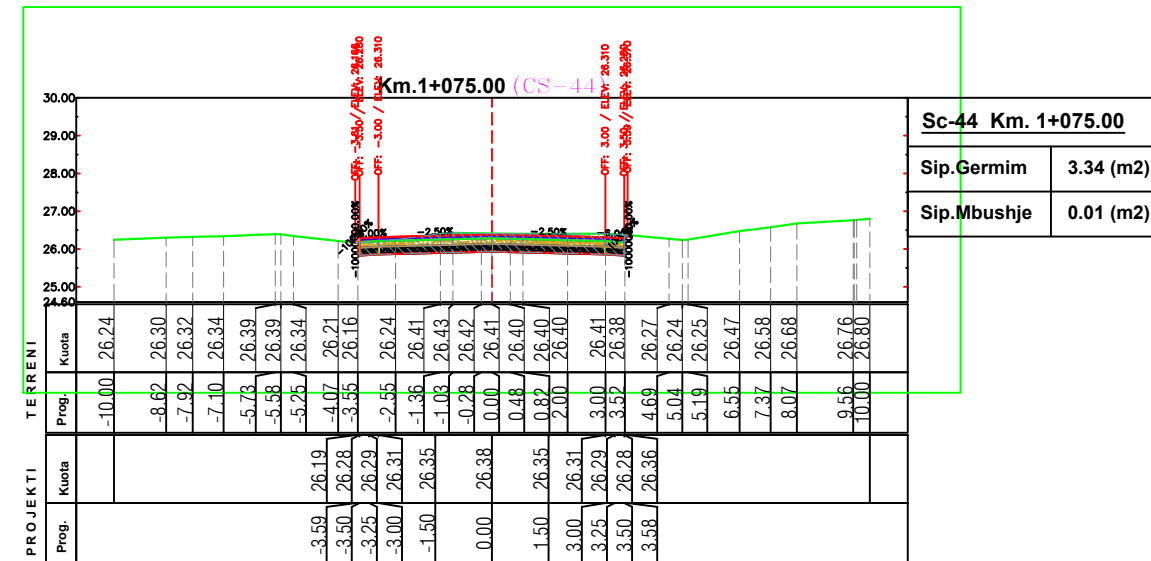 Km.1+075.00 (CS-44)
OFF: -3.00 / ELEV: 26.310
OFF: 3.00 / ELEV: 26.310
30.00
29.00
28.00
27.00
26.00
25.00
24.60
-2.50%
-2.50%
Sc-44 Km. 1+075.00
Sip.Germim 3.34 (m2)
Sip.Mbushje 0.01 (m2)
TERRENI
Kuota 26.24 26.30 26.32 26.34 26.39 26.39 26.34 26.21 26.16 26.24 26.41 26.43 26.42 26.41 26.40 26.40 26.40 26.41 26.38 26.27 26.24 26.25 26.47 26.58 26.68 26.76 26.80
Prog. -10.00 -8.62 -7.92 -7.10 -5.73 -5.58 -5.25 -4.07 -3.55 -2.55 -1.36 -1.03 -0.28 0.00 0.48 0.82 2.00 3.00 3.52 4.69 5.04 5.19 6.55 7.37 8.07 9.56 10.00
PROJEKTI
Kuota 26.19 26.28 26.29 26.31 26.35 26.38 26.35 26.31 26.29 26.28 26.36
Prog. -3.59 -3.50 -3.25 -3.00 -1.50 0.00 1.50 3.00 3.25 3.50 3.58